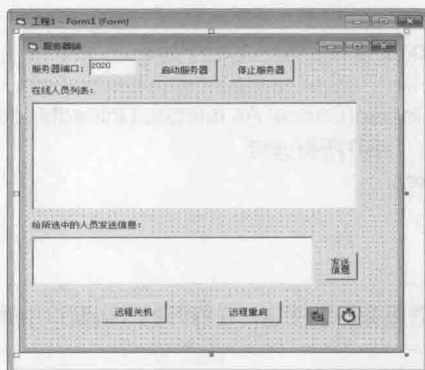 工程1 - Form1 (Form)
服务器端
服务器端口: 2020 启动服务器 停止服务器
在线人员列表:
给所选中的人员发送信息:
发送
信息
远程关机 远程重启